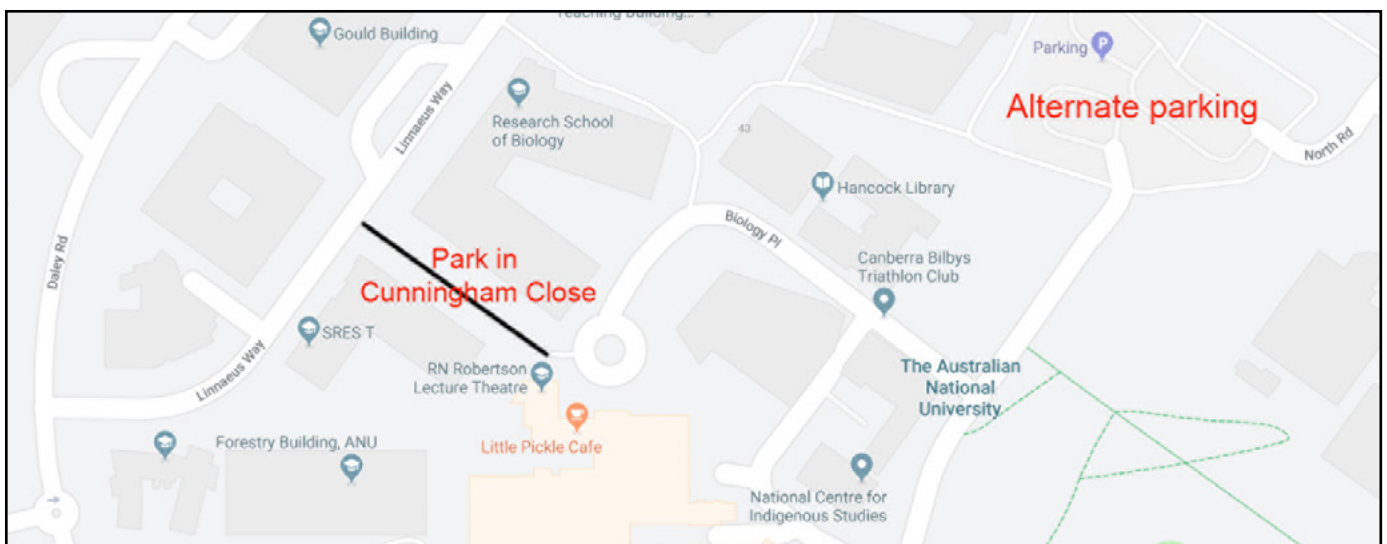 Teaching Building...
Gould Building
Parking
P
Alternate parking
Linnaeus Way
Research School
of Biology
43
North Rd
Hancock Library
Biology Pl
Daley Rd
Park in
Cunningham Close
Canberra Bilbys
Triathlon Club
SRES T
RN Robertson
Lecture Theatre
The Australian
National
University
Linnaeus Way
Little Pickle Cafe
Forestry Building, ANU
National Centre for
Indigenous Studies